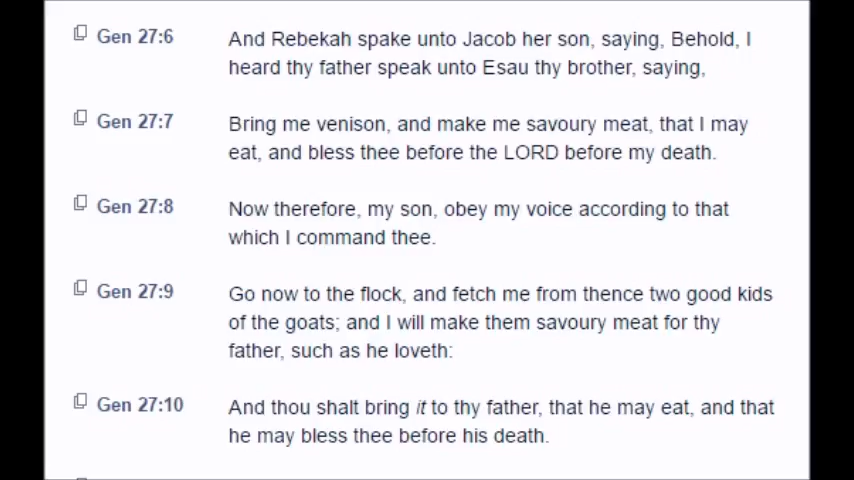 Gen 27:6 And Rebekah spake unto Jacob her son, saying, Behold, I
heard thy father speak unto Esau thy brother, saying,
Gen 27:7 Bring me venison, and make me savoury meat, that I may
eat, and bless thee before the LORD before my death.
Gen 27:8 Now therefore, my son, obey my voice according to that
which I command thee.
Gen 27:9 Go now to the flock, and fetch me from thence two good kids
of the goats; and I will make them savoury meat for thy
father, such as he loveth:
Gen 27:10 And thou shalt bring it to thy father, that he may eat, and that
he may bless thee before his death.